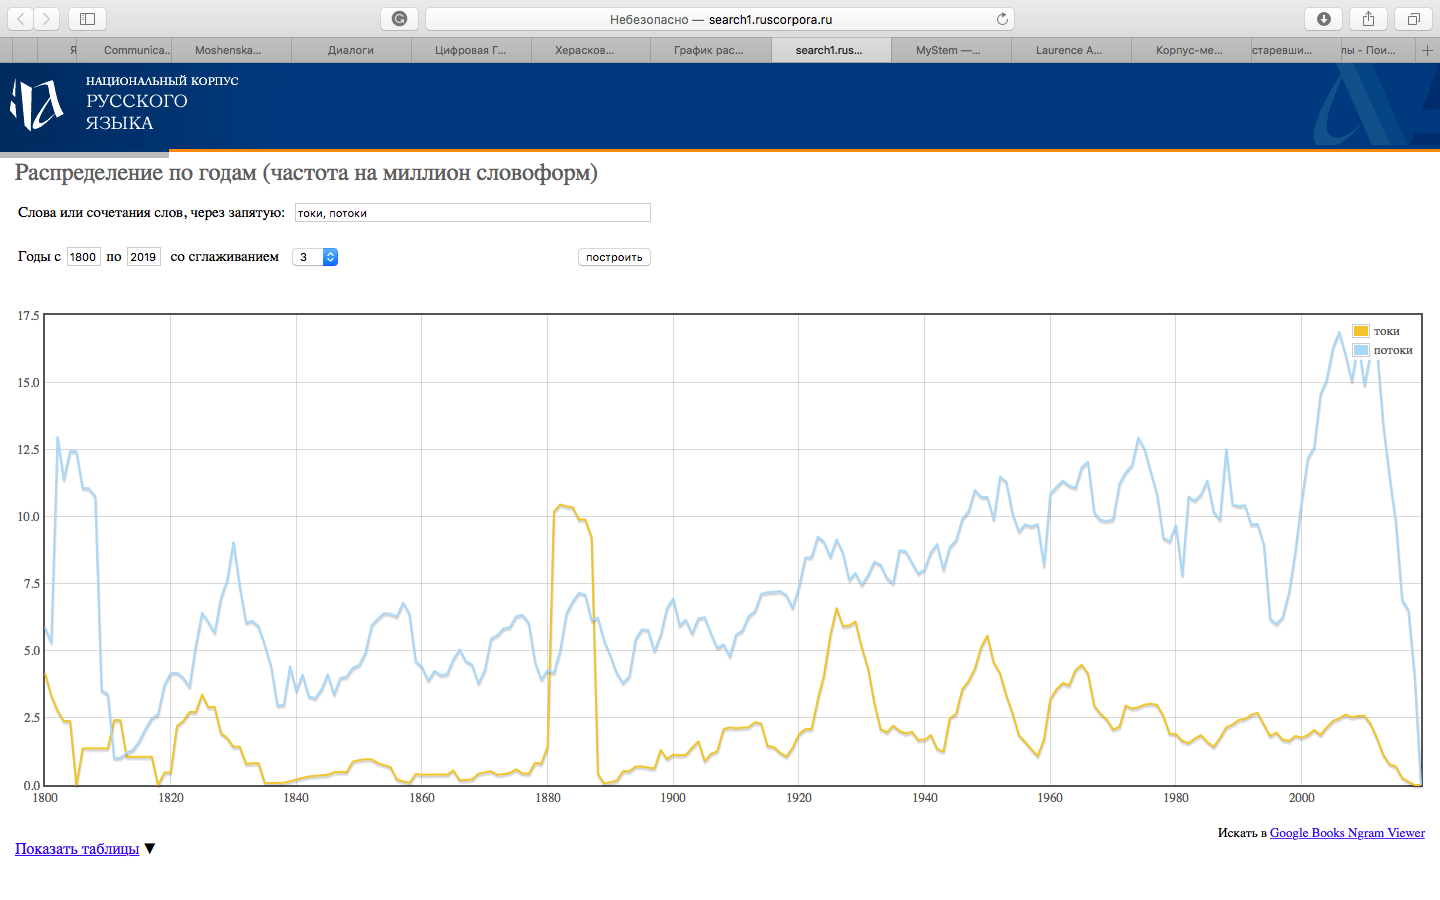 Небезопасно — search1.ruscorpora.ru
Я
Communica...
Moshenska...
Диалоги
Цифровая Г...
Херасков...
График рас...
search1.rus...
MyStem —...
Laurence A...
Корпус-ме...
старевши...
лы - Пои...
НАЦИОНАЛЬНЫЙ КОРПУС
РУССКОГО
ЯЗЫКА
Распределение по годам (частота на миллион словоформ)
Слова или сочетания слов, через запятую: токи, потоки
Годы с 1800 по 2019 со сглаживанием 3 построить
17.5
15.0
12.5
10.0
7.5
5.0
2.5
0.0
токи
потоки
1800 1820 1840 1860 1880 1900 1920 1940 1960 1980 2000
Искать в Google Books Ngram Viewer
Показать таблицы ▼